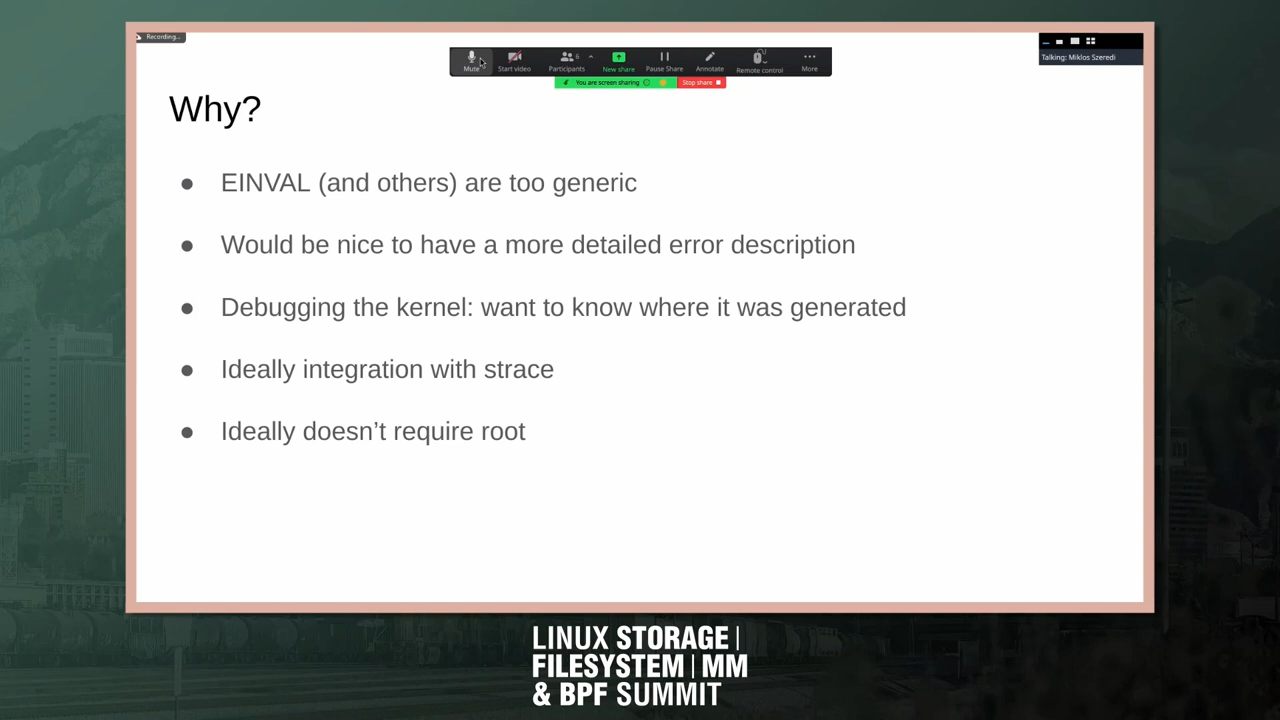 Recording...
Mute
Start video
Participants
6
New share
Pause Share
Annotate
Remote control
More
You are screen sharing
Stop share
Talking: Miklos Szeredi
Why?
● EINVAL (and others) are too generic
● Would be nice to have a more detailed error description
● Debugging the kernel: want to know where it was generated
● Ideally integration with strace
● Ideally doesn’t require root
LINUX STORAGE |
FILESYSTEM | MM
& BPF SUMMIT